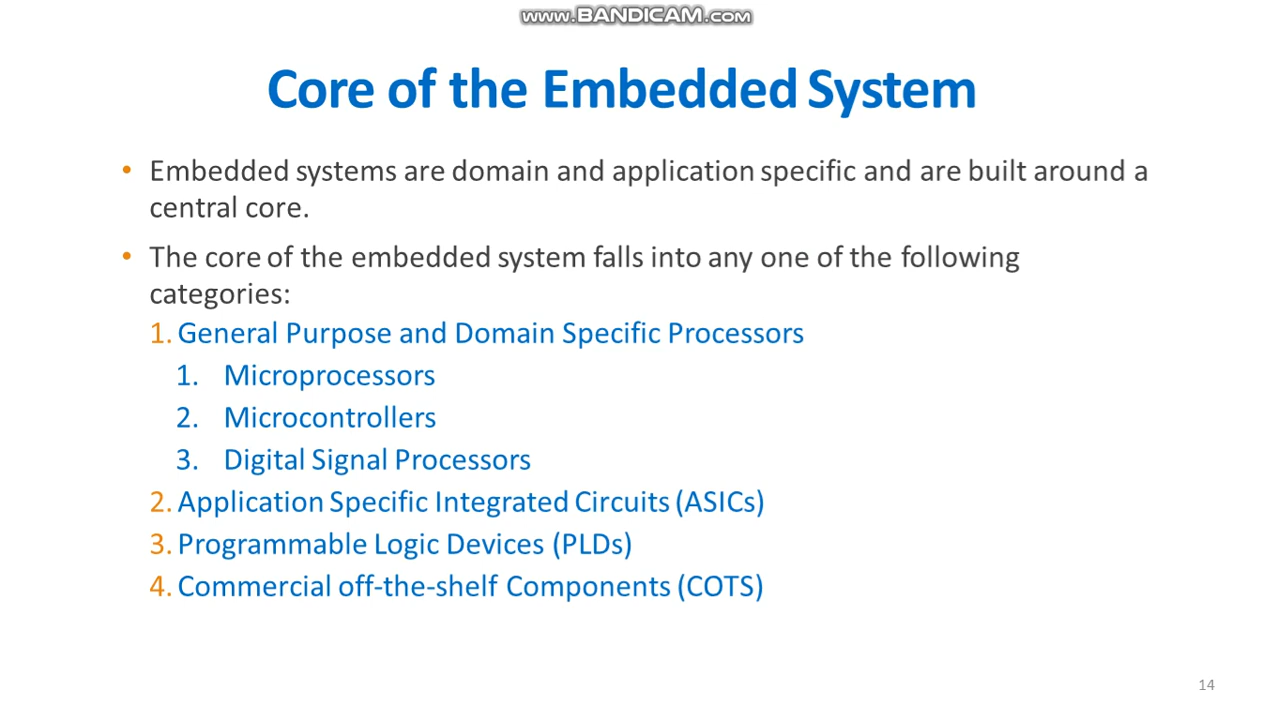 www.BANDICAM.com
Core of the Embedded System
• Embedded systems are domain and application specific and are built around a
central core.
• The core of the embedded system falls into any one of the following
categories:
1. General Purpose and Domain Specific Processors
1. Microprocessors
2. Microcontrollers
3. Digital Signal Processors
2. Application Specific Integrated Circuits (ASICs)
3. Programmable Logic Devices (PLDs)
4. Commercial off-the-shelf Components (COTS)
14